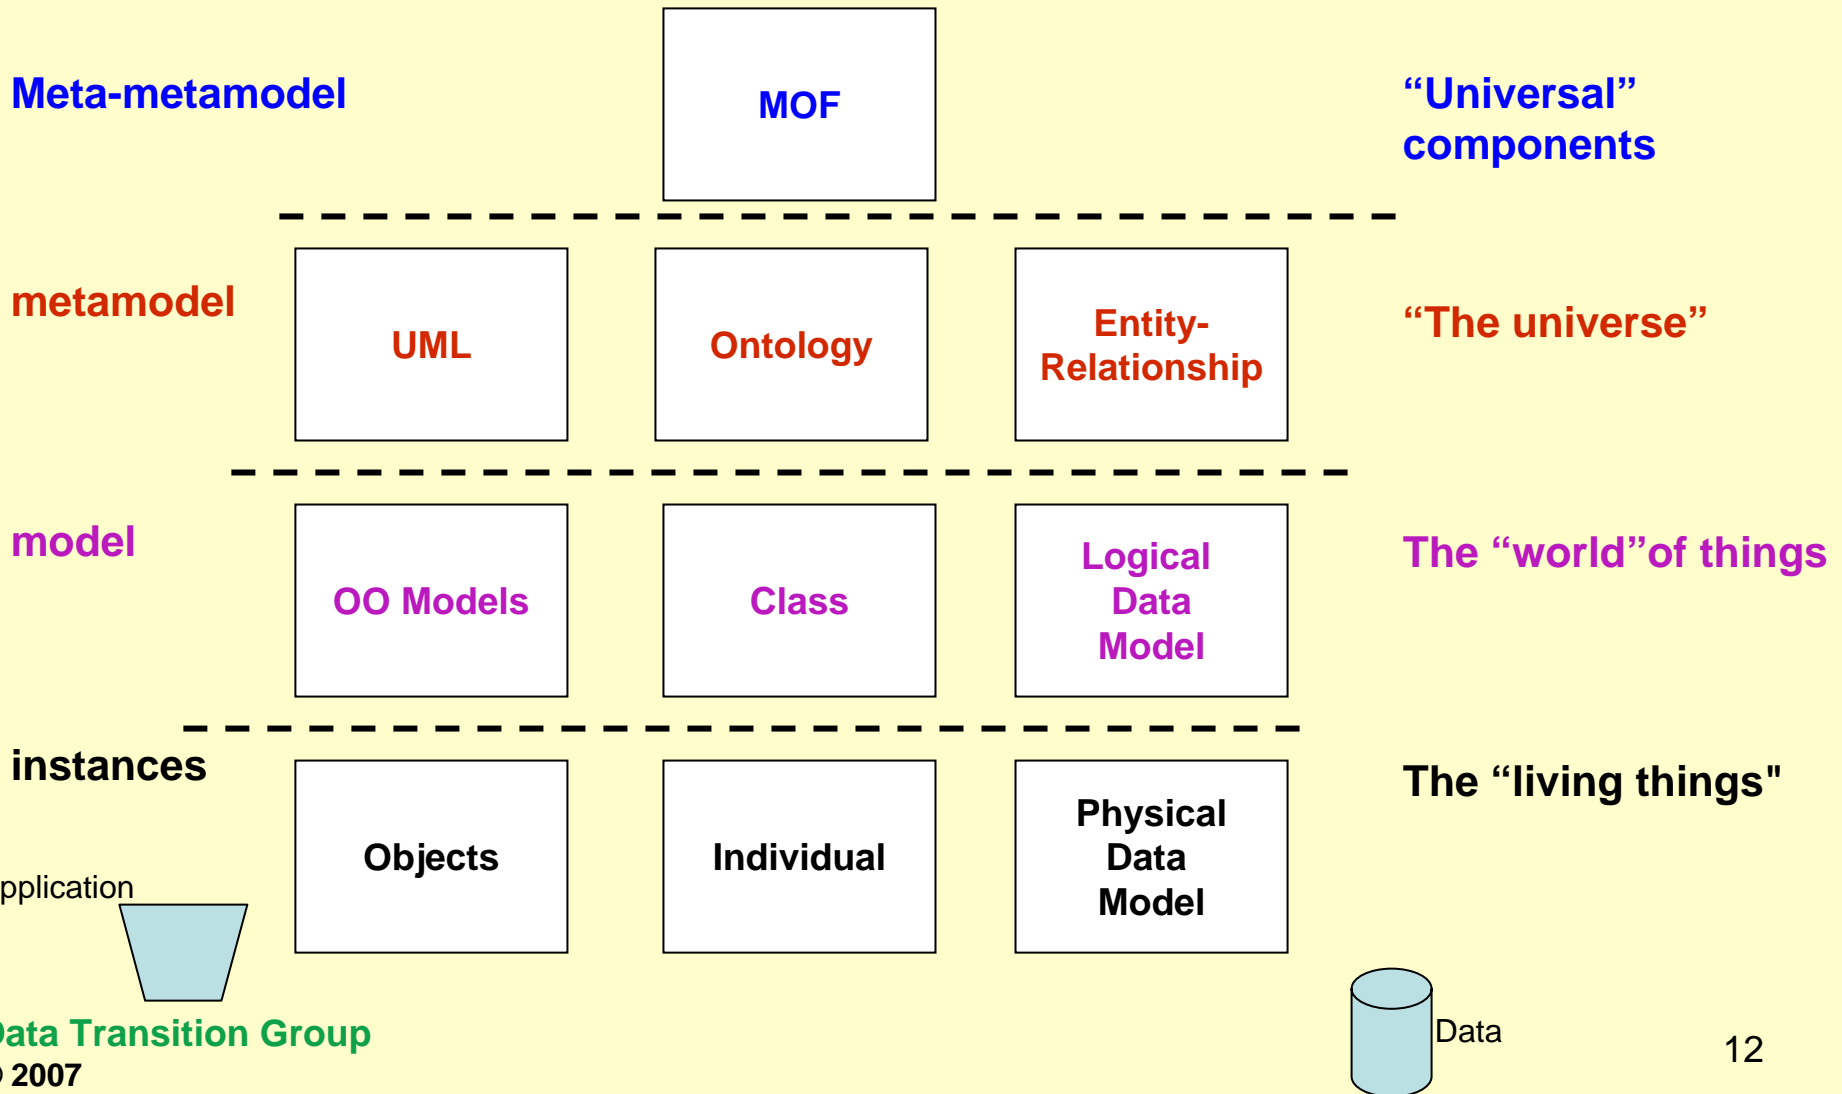 Meta-metamodel
MOF
“Universal”
components
metamodel
UML
Ontology
Entity-
Relationship
“The universe”
model
OO Models
Class
Logical
Data
Model
The “world”of things
instances
Objects
Individual
Physical
Data
Model
The “living things"
pplication
Data Transition Group
© 2007
Data
12